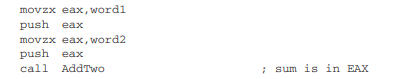 movzx eax,word1
push eax
movzx eax,word2
push eax
call AddTwo ; sum is in EAX